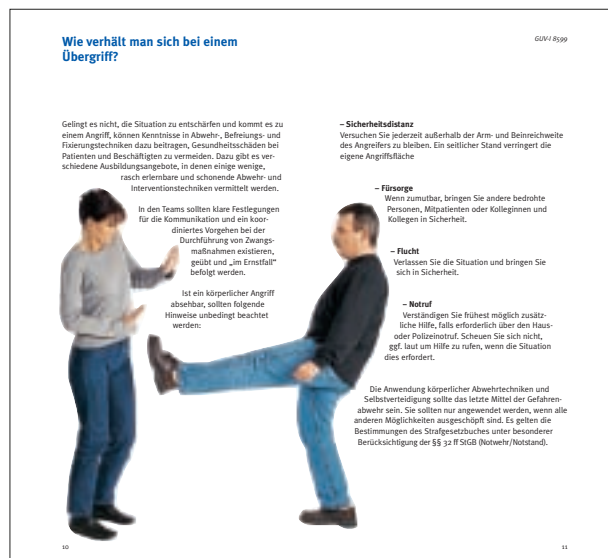 Wie verhält man sich bei einem
Übergriff?
GUV-I 8599
Gelingt es nicht, die Situation zu entschärfen und kommt es zu
einem Angriff, können Kenntnisse in Abwehr-, Befreiungs- und
Fixierungstechniken dazu beitragen, Gesundheitsschäden bei
Patienten und Beschäftigten zu vermeiden. Dazu gibt es ver-
schiedene Ausbildungsangebote, in denen einige wenige,
rasch erlernbare und schonende Abwehr- und
Interventionstechniken vermittelt werden.
In den Teams sollten klare Festlegungen
für die Kommunikation und ein koor-
diniertes Vorgehen bei der
Durchführung von Zwangs-
maßnahmen existieren,
geübt und „im Ernstfall“
befolgt werden.
Ist ein körperlicher Angriff
absehbar, sollten folgende
Hinweise unbedingt beachtet
werden:
– Sicherheitsdistanz
Versuchen Sie jederzeit außerhalb der Arm- und Beinreichweite
des Angreifers zu bleiben. Ein seitlicher Stand verringert die
eigene Angriffsfläche
– Fürsorge
Wenn zumutbar, bringen Sie andere bedrohte
Personen, Mitpatienten oder Kolleginnen und
Kollegen in Sicherheit.
– Flucht
Verlassen Sie die Situation und bringen Sie
sich in Sicherheit.
– Notruf
Verständigen Sie frühest möglich zusätz-
liche Hilfe, falls erforderlich über den Haus-
oder Polizeinotruf. Scheuen Sie sich nicht,
ggf. laut um Hilfe zu rufen, wenn die Situation
dies erfordert.
Die Anwendung körperlicher Abwehrtechniken und
Selbstverteidigung sollte das letzte Mittel der Gefahren-
abwehr sein. Sie sollten nur angewendet werden, wenn alle
anderen Möglichkeiten ausgeschöpft sind. Es gelten die
Bestimmungen des Strafgesetzbuches unter besonderer
Berücksichtigung der §§ 32 ff StGB (Notwehr/Notstand).
10
11